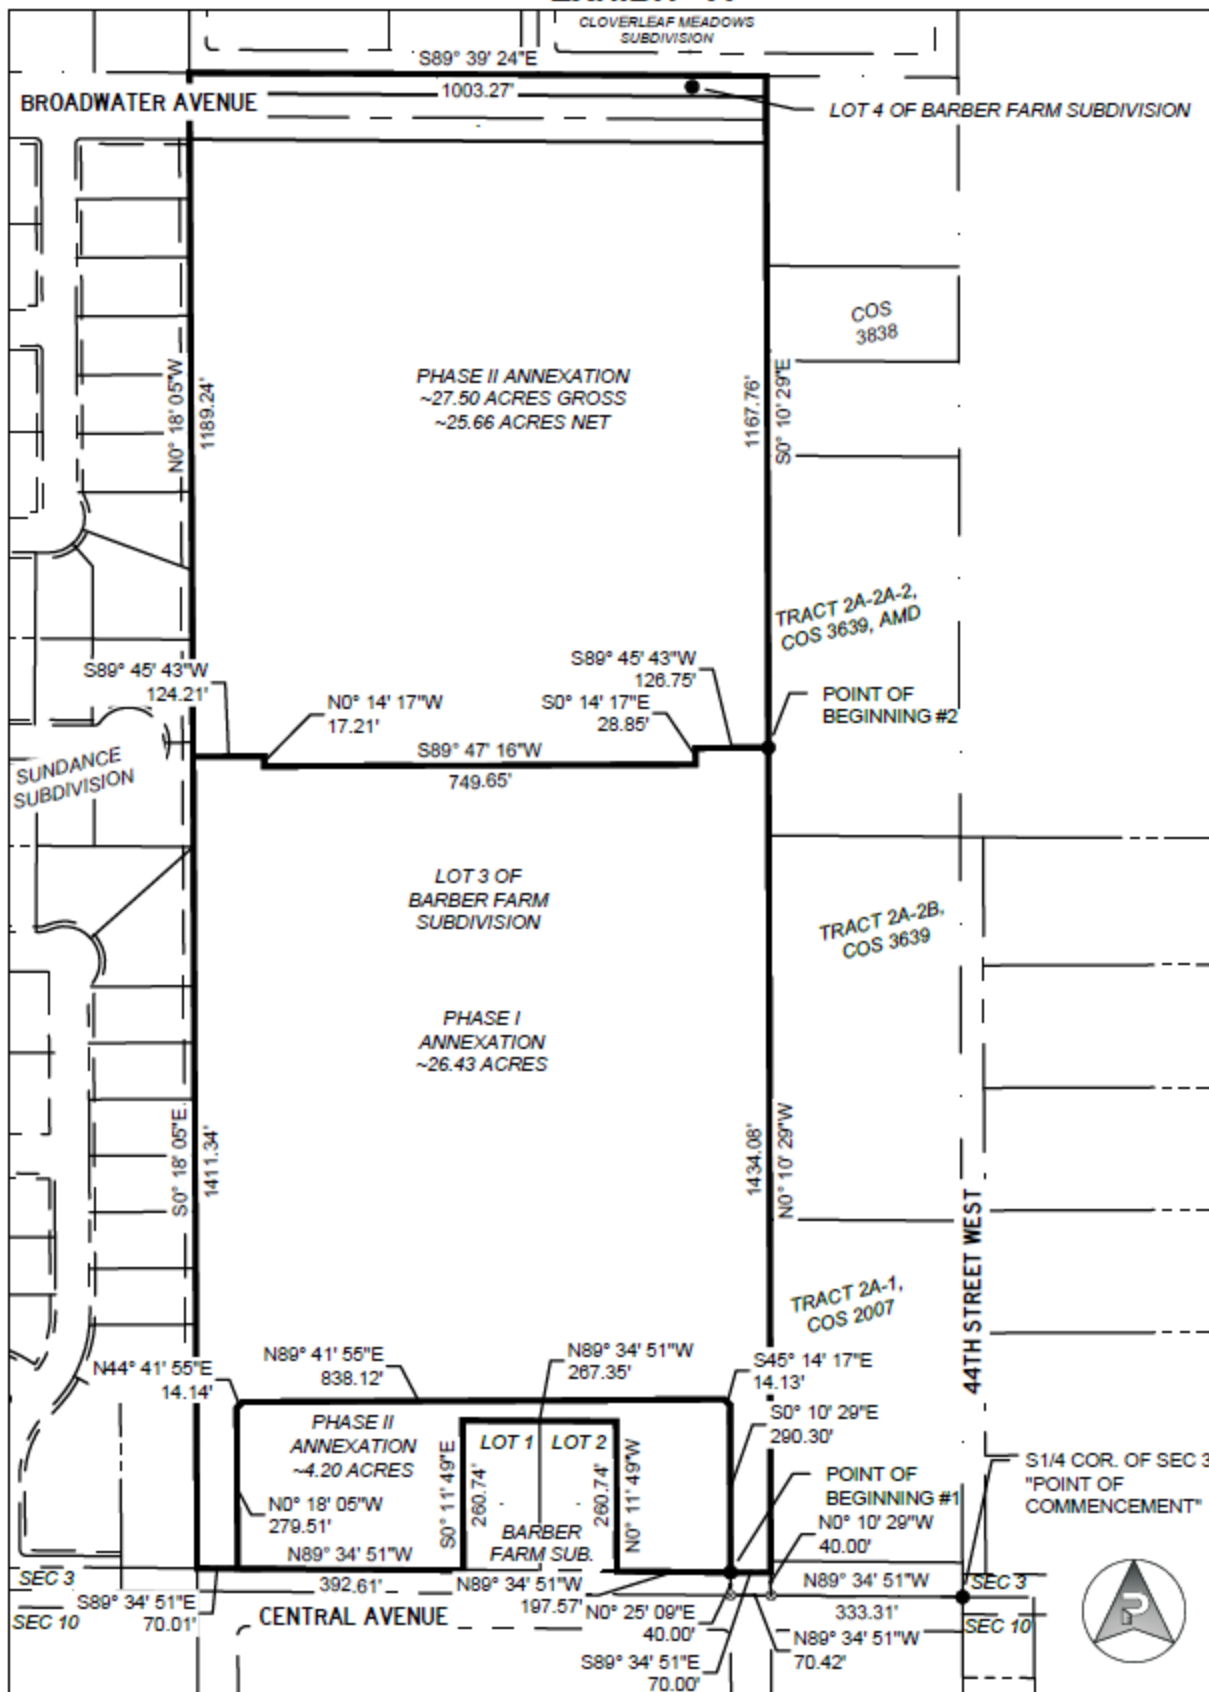 CLOVERLEAF MEADOWS
SUBDIVISION
S89° 39' 24"E
1003.27'
BROADWATER AVENUE
LOT 4 OF BARBER FARM SUBDIVISION
COS
3838
PHASE II ANNEXATION
~27.50 ACRES GROSS
~25.66 ACRES NET
N0° 18' 05"W
1189.24'
1167.76'
S0° 10' 29"E
TRACT 2A-2A-2,
COS 3639, AMD
S89° 45' 43"W
124.21'
N0° 14' 17"W
17.21'
S89° 45' 43"W
126.75'
S0° 14' 17"E
28.85'
POINT OF
BEGINNING #2
S89° 47' 16"W
749.65'
SUNDANCE
SUBDIVISION
LOT 3 OF
BARBER FARM
SUBDIVISION
TRACT 2A-2B,
COS 3639
PHASE I
ANNEXATION
~26.43 ACRES
S0° 18' 05"E
1411.34'
1434.08'
N0° 10' 29"W
44TH STREET WEST
TRACT 2A-1,
COS 2007
N44° 41' 55"E
14.14'
N89° 41' 55"E
838.12'
N89° 34' 51"W
267.35'
S45° 14' 17"E
14.13'
S0° 10' 29"E
290.30'
PHASE II
ANNEXATION
~4.20 ACRES
LOT 1
LOT 2
S0° 11' 49"E
260.74'
260.74'
N0° 11' 49"W
N0° 18' 05"W
279.51'
BARBER
FARM SUB.
POINT OF
BEGINNING #1
S1/4 COR. OF SEC 3
"POINT OF
COMMENCEMENT"
N0° 10' 29"W
40.00'
N89° 34' 51"W
392.61'
N89° 34' 51"W
197.57'
N89° 34' 51"W
333.31'
SEC 3
SEC 10
SEC 3
SEC 10
S89° 34' 51"E
70.01'
CENTRAL AVENUE
N0° 25' 09"E
40.00'
N89° 34' 51"W
70.42'
S89° 34' 51"E
70.00'